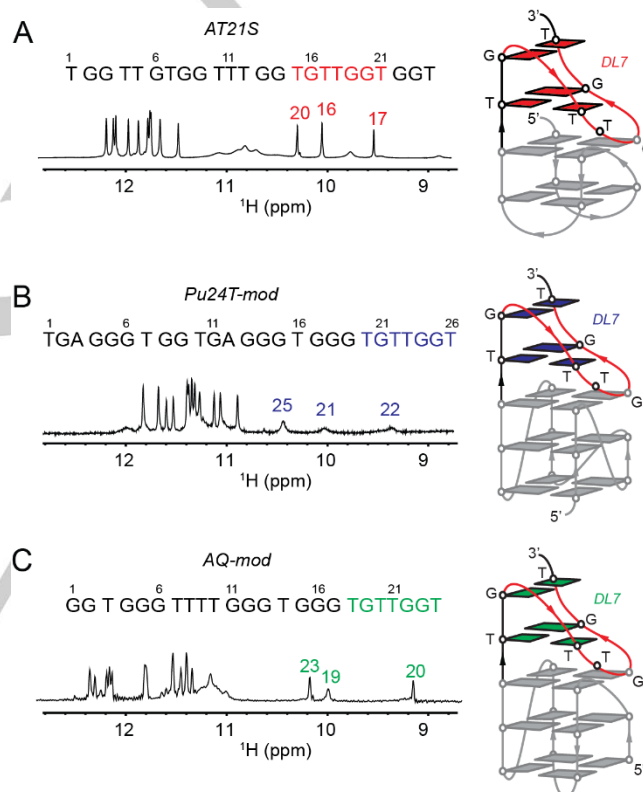 A AT21S
1 6 11 16 21
TGG TT GTGG TTT GG TGTTGGT GGT
20 16 17
12 11 10 9
¹H (ppm)
3'
T
DL7
G
G
T
T
T
5'
G
B Pu24T-mod
1 6 11 16 21 26
TGA GGG T GG TGA GGG T GGG TGTTGGT
25 21 22
12 11 10 9
¹H (ppm)
3'
T
DL7
G
G
T
T
T
G
5'
C AQ-mod
1 6 11 16 21
GG T GGG TTTT GGG T GGG TGTTGGT
23 19 20
12 11 10 9
¹H (ppm)
3'
T
DL7
G
G
T
T
T
G
5'